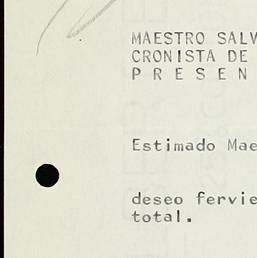 MAESTRO SALV
CRONISTA DE
P R E S E N
Estimado Mae
deseo fervie
total.